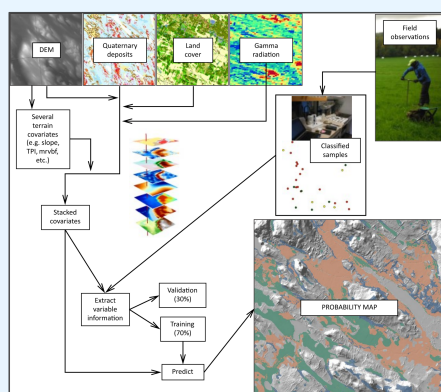 DEM
Quaternary
deposits
Land
cover
Gamma
radiation
Field
observations
Several
terrain
covariates
(e.g. slope,
TPI, mrvbf,
etc.)
Classified
samples
Stacked
covariates
Extract
variable
information
Validation
(30%)
Training
(70%)
Predict
PROBABILITY MAP